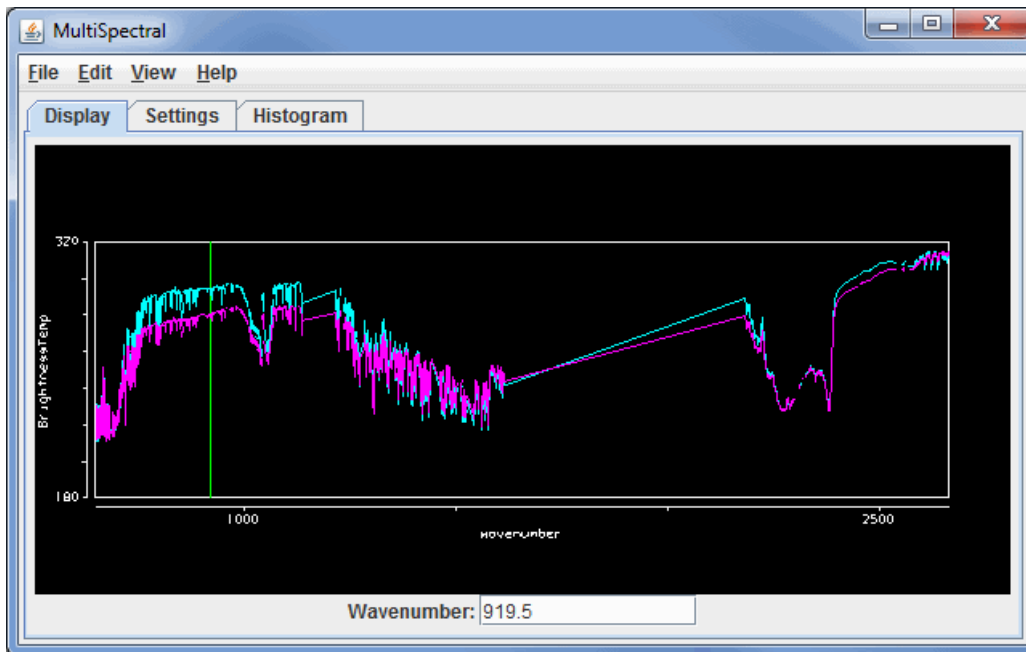 MultiSpectral
File Edit View Help
Display Settings Histogram
320
BrightnessTemp
180
1000 2500
wavenumber
Wavenumber: 919.5